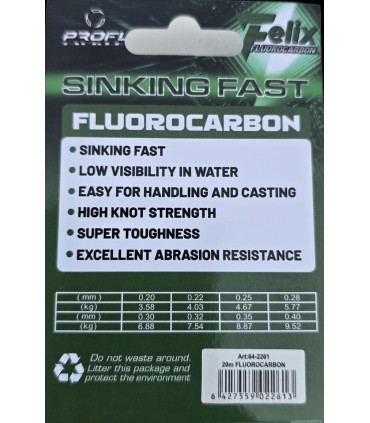 PROFL
Felix
FLUOROCARBON
SINKING FAST
FLUOROCARBON
• SINKING FAST
• LOW VISIBILITY IN WATER
• EASY FOR HANDLING AND CASTING
• HIGH KNOT STRENGTH
• SUPER TOUGHNESS
• EXCELLENT ABRASION RESISTANCE
(mm) 0.20 0.22 0.25 0.28
(kg) 3.58 4.03 4.67 5.77
(mm) 0.30 0.32 0.35 0.40
(kg) 6.88 7.54 8.87 9.52
Do not waste around.
Litter this package and
protect the environment
Art:94-2261
20m FLUOROCARBON
6 427359 022613